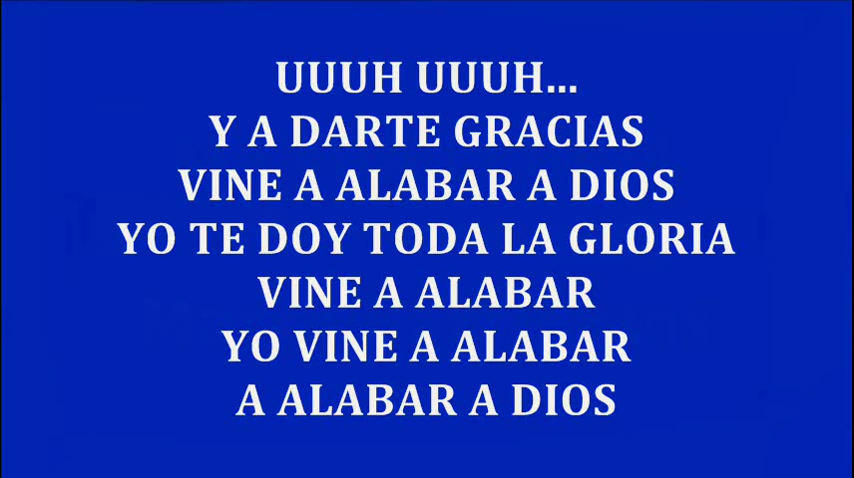 UUUH UUUH...
Y A DARTE GRACIAS
VINE A ALABAR A DIOS
YO TE DOY TODA LA GLORIA
VINE A ALABAR
YO VINE A ALABAR
A ALABAR A DIOS